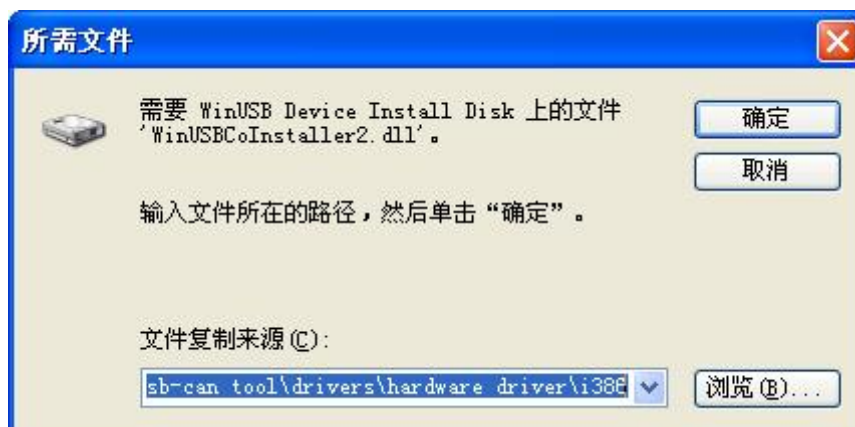 所需文件
需要 WinUSB Device Install Disk 上的文件
'WinUSBCoInstaller2.dll'。
确定
取消
输入文件所在的路径，然后单击“确定”。
文件复制来源(C):
sb-can tool\drivers\hardware driver\i386
浏览(B)...